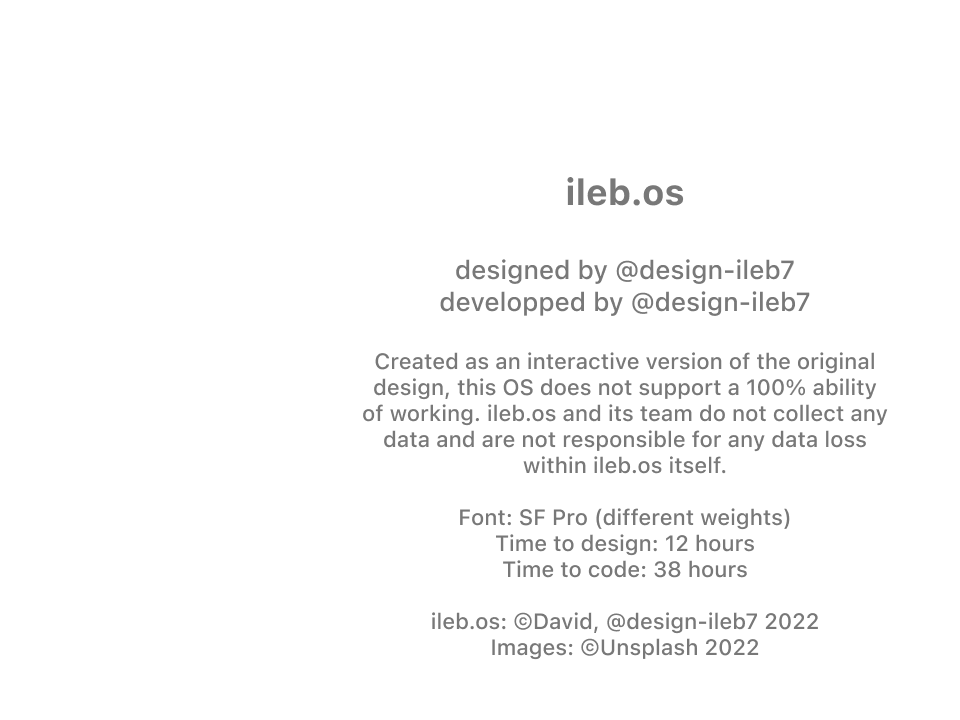 ileb.os
designed by @design-ileb7
developped by @design-ileb7
Created as an interactive version of the original
design, this OS does not support a 100% ability
of working. ileb.os and its team do not collect any
data and are not responsible for any data loss
within ileb.os itself.
Font: SF Pro (different weights)
Time to design: 12 hours
Time to code: 38 hours
ileb.os: ©David, @design-ileb7 2022
Images: ©Unsplash 2022